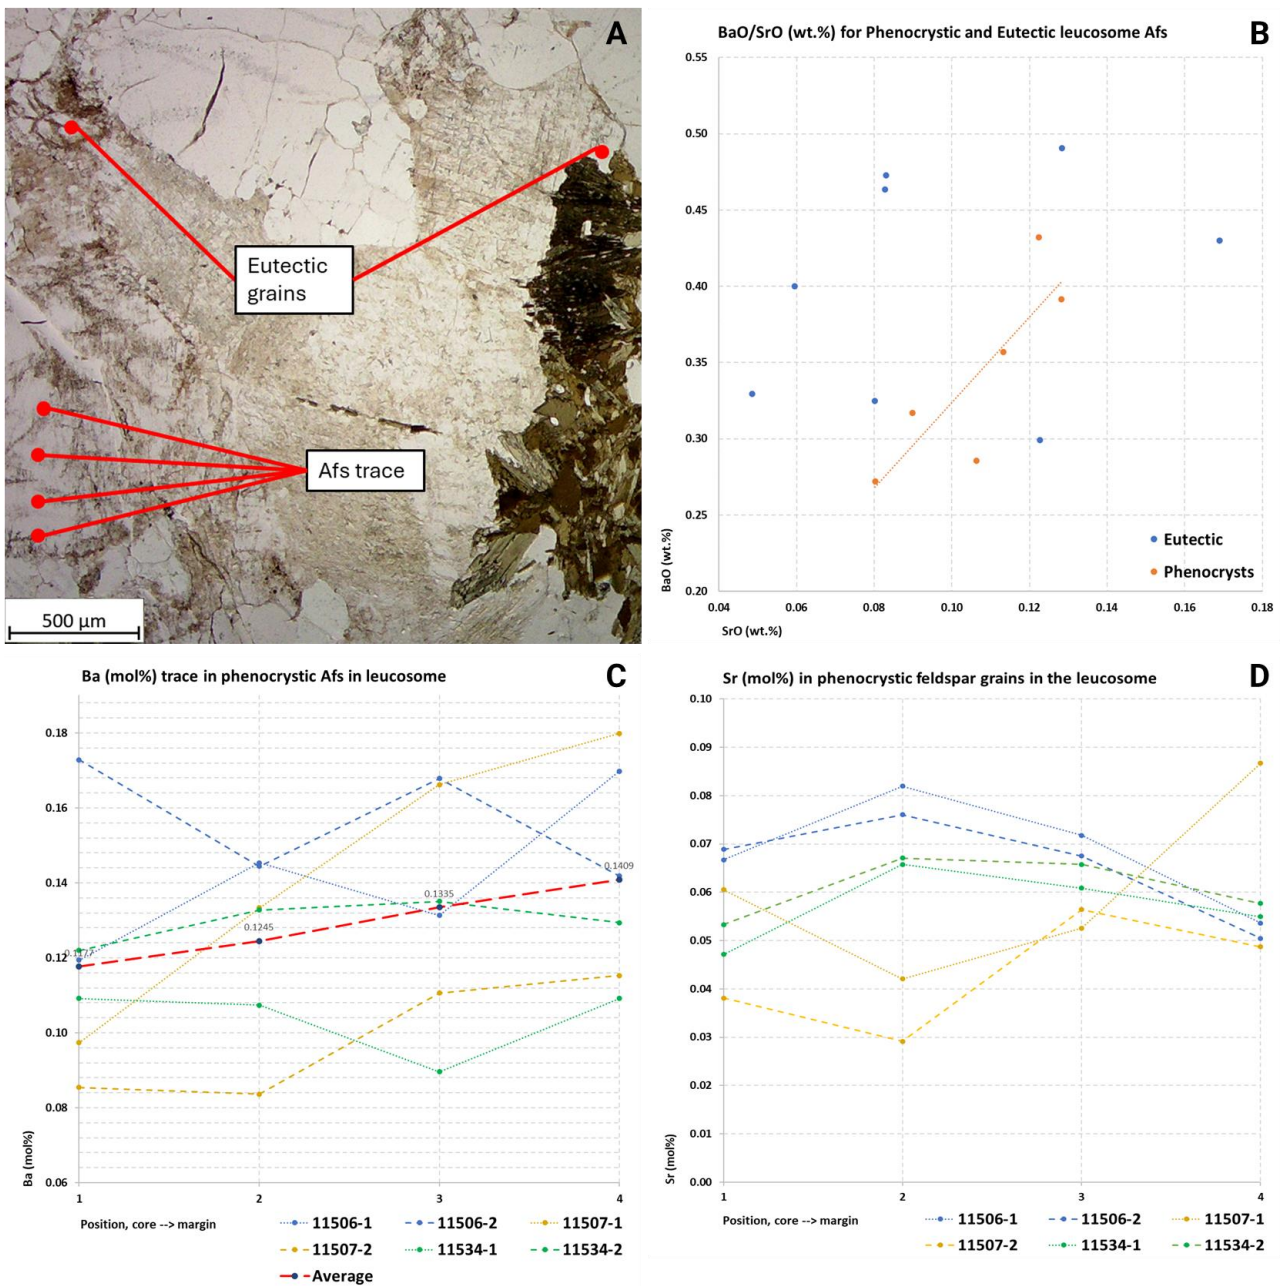 A
Eutectic
grains
Afs trace
500 µm
BaO/SrO (wt.%) for Phenocrystic and Eutectic leucosome Afs
B
0.55
0.50
0.45
0.40
0.35
0.30
0.25
0.20
BaO (wt.%)
Eutectic
Phenocrysts
0.04 0.06 0.08 0.10 0.12 0.14 0.16 0.18
SrO (wt.%)
Ba (mol%) trace in phenocrystic Afs in leucosome
C
0.18
0.16
0.14
0.12
0.10
0.08
0.06
0.1177
0.1245
0.1335
0.1409
Ba (mol%)
1 2 3 4
Position, core --> margin
11506-1 11506-2 11507-1
11507-2 11534-1 11534-2
Average
Sr (mol%) in phenocrystic feldspar grains in the leucosome
D
0.10
0.09
0.08
0.07
0.06
0.05
0.04
0.03
0.02
0.01
0.00
Sr (mol%)
1 2 3 4
Position, core --> margin
11506-1 11506-2 11507-1
11507-2 11534-1 11534-2